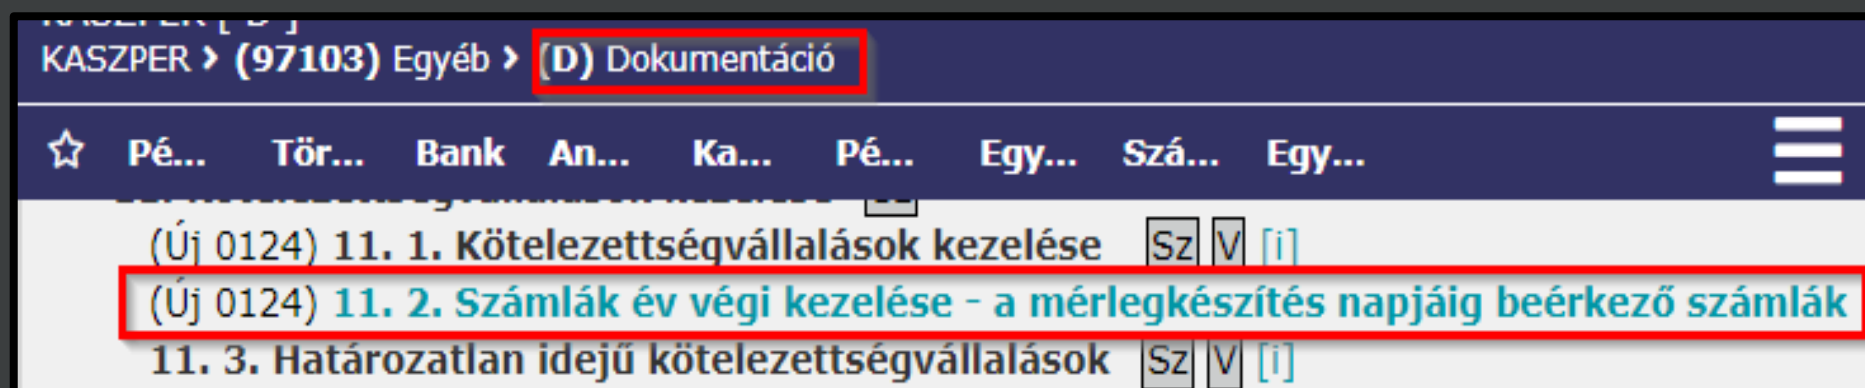 KASZPER [ D ]
KASZPER > (97103) Egyéb > (D) Dokumentáció
Pé... Tör... Bank An... Ka... Pé... Egy... Szá... Egy...
(Új 0124) 11. 1. Kötelezettségvállalások kezelése Sz V [i]
(Új 0124) 11. 2. Számlák év végi kezelése - a mérlegkészítés napjáig beérkező számlák
11. 3. Határozatlan idejű kötelezettségvállalások Sz V [i]